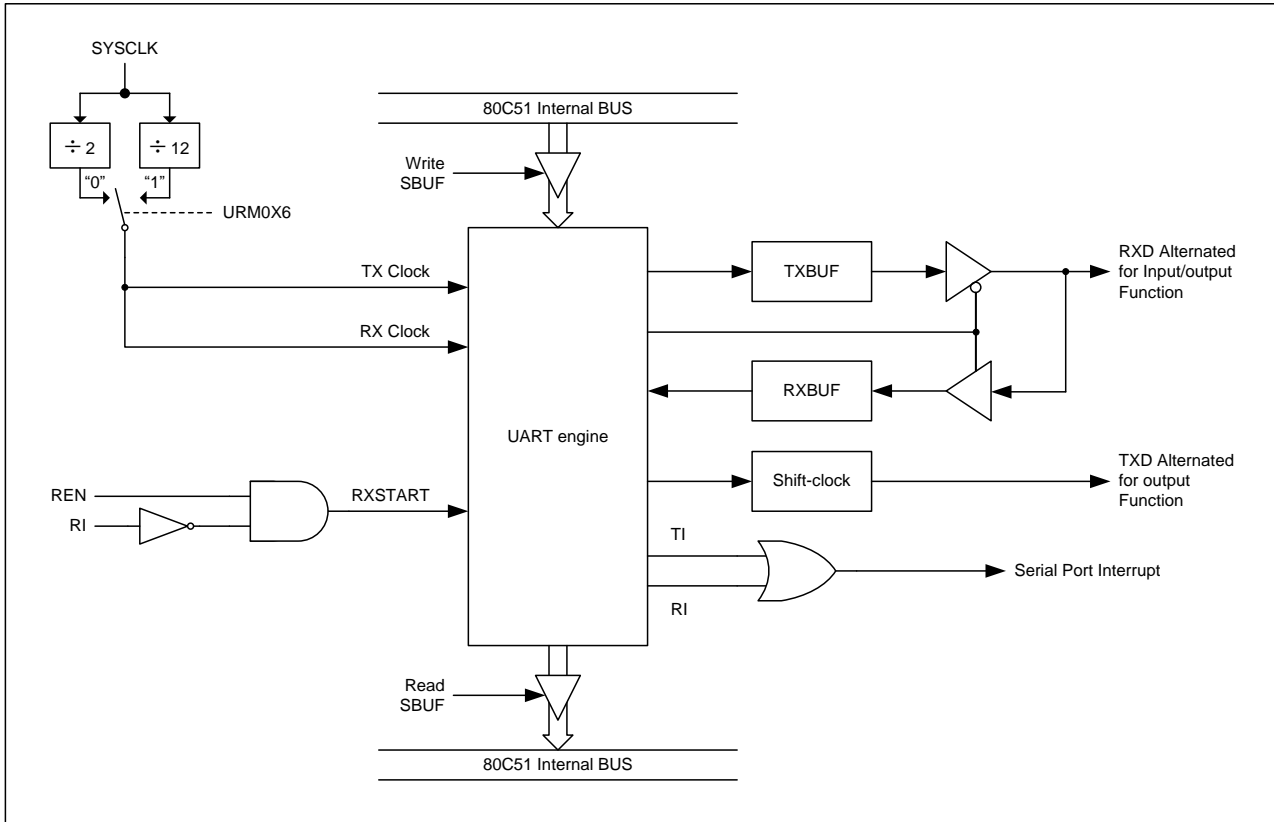 SYSCLK
÷ 2
÷ 12
“0”
“1”
URM0X6
80C51 Internal BUS
Write
SBUF
TX Clock
RX Clock
UART engine
TXBUF
RXD Alternated
for Input/output
Function
RXBUF
Shift-clock
TXD Alternated
for output
Function
REN
RI
RXSTART
TI
RI
Serial Port Interrupt
Read
SBUF
80C51 Internal BUS